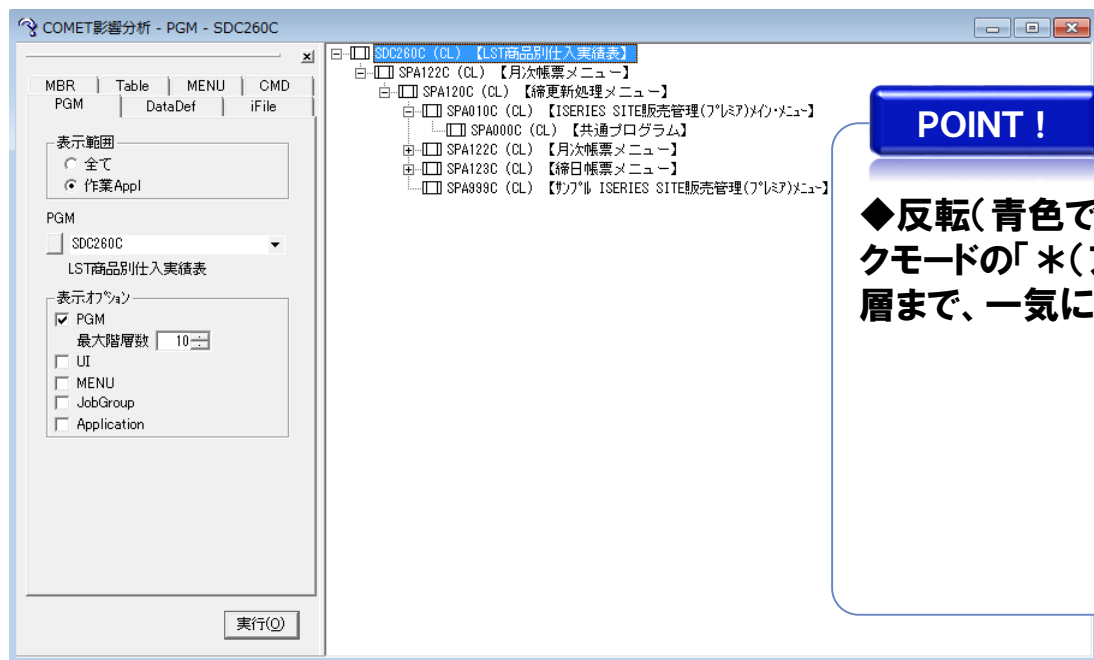 COMET影響分析 - PGM - SDC260C
MBR Table MENU CMD
PGM DataDef iFile
表示範囲
全て
作業Appl
PGM
SDC260C
LST商品別仕入実績表
表示ｵﾌﾟｼｮﾝ
PGM
最大階層数 10
UI
MENU
JobGroup
Application
実行(O)
SDC260C (CL) 【LST商品別仕入実績表】
SPA122C (CL) 【月次帳票メニュー】
SPA120C (CL) 【締更新処理メニュー】
SPA010C (CL) 【ISERIES SITE販売管理(ﾌﾟﾚﾐｱ)ﾒｲﾝ・ﾒﾆｭｰ】
SPA000C (CL) 【共通プログラム】
SPA122C (CL) 【月次帳票メニュー】
SPA123C (CL) 【締日帳票メニュー】
SPA999C (CL) 【ｻﾝﾌﾟﾙ ISERIES SITE販売管理(ﾌﾟﾚﾐｱ)ﾒﾆｭｰ】
POINT！
◆反転(青色で
クモードの「＊(
層まで、一気に